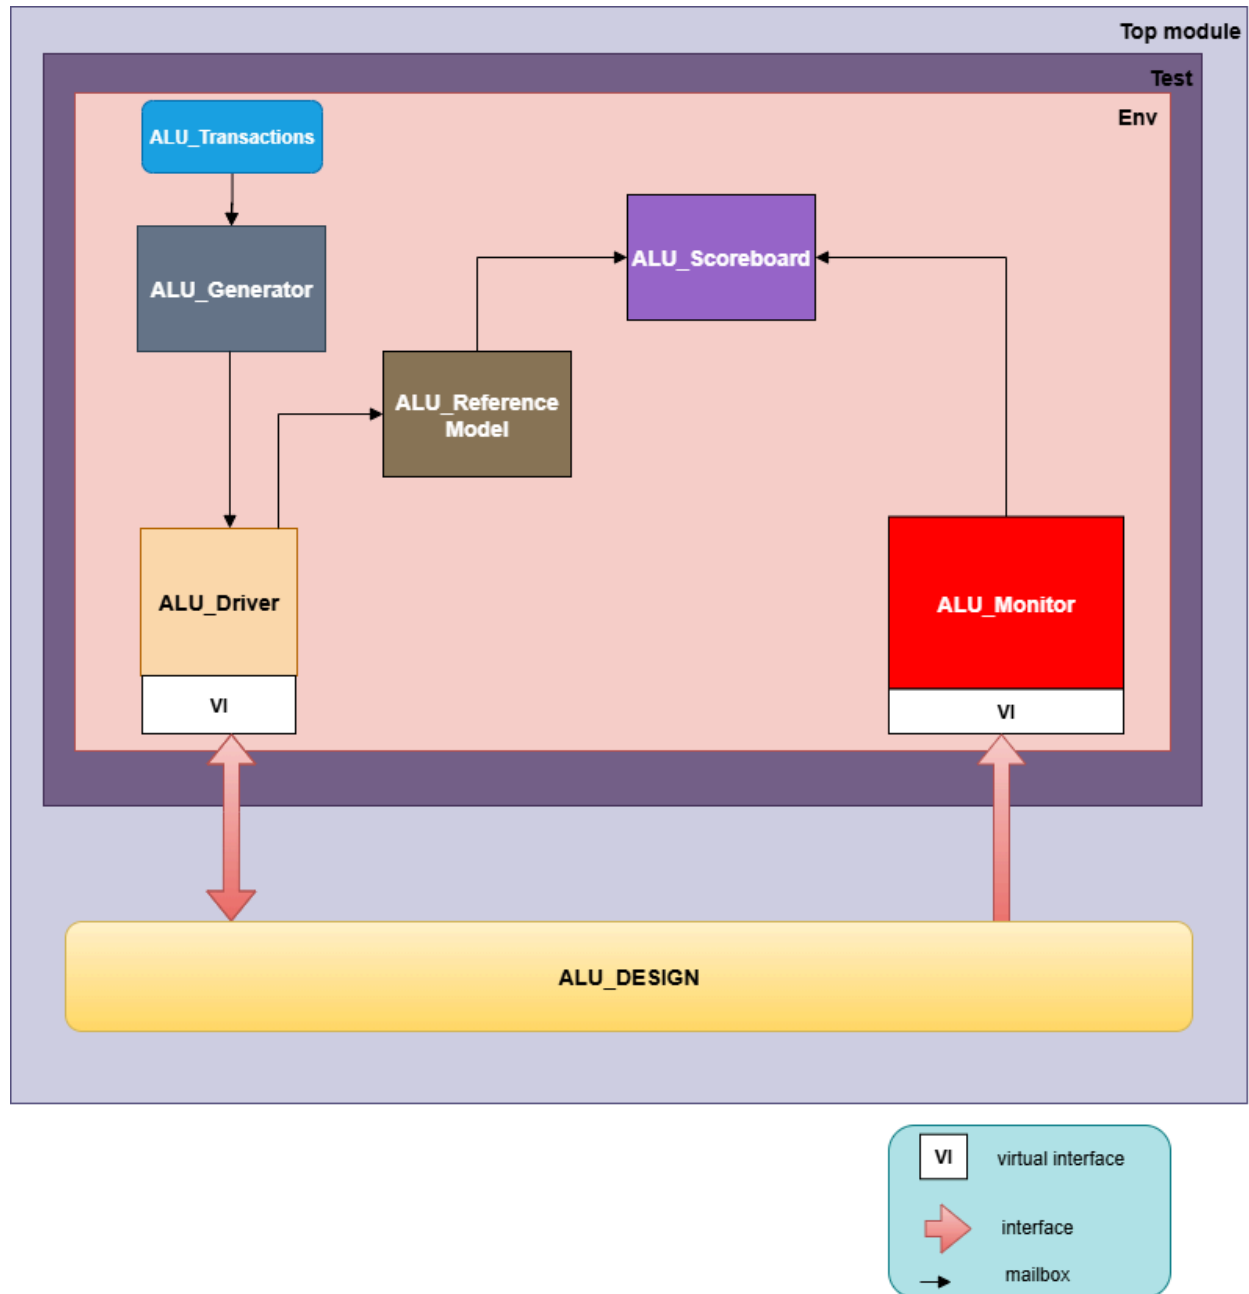 Top module
Test
Env
ALU_Transactions
ALU_Generator
ALU_Scoreboard
ALU_Reference
Model
ALU_Driver
VI
ALU_Monitor
VI
ALU_DESIGN
VI
virtual interface
interface
mailbox